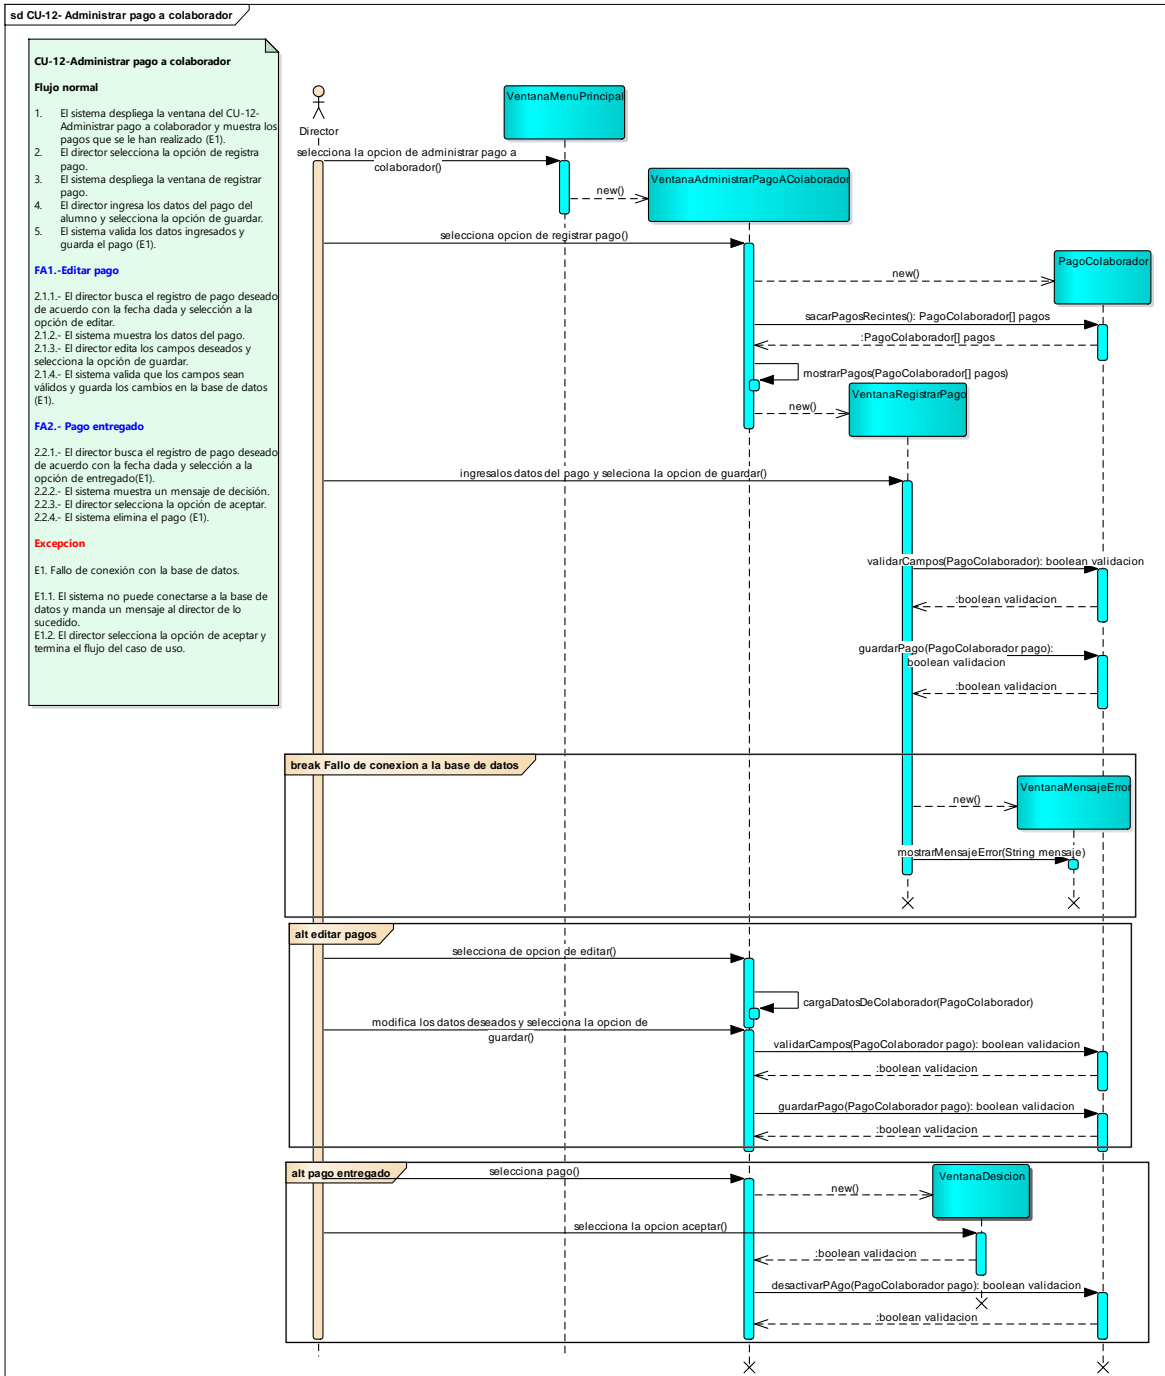 sd CU-12- Administrar pago a colaborador
CU-12-Administrar pago a colaborador
Flujo normal
1. El sistema despliega la ventana del CU-12-
Administrar pago a colaborador y muestra los
pagos que se le han realizado (E1).
2. El director selecciona la opción de registra
pago.
3. El sistema despliega la ventana de registrar
pago.
4. El director ingresa los datos del pago del
alumno y selecciona la opción de guardar.
5. El sistema valida los datos ingresados y
guarda el pago (E1).
FA1.-Editar pago
2.1.1.- El director busca el registro de pago deseado
de acuerdo con la fecha dada y selección a la
opción de editar.
2.1.2.- El sistema muestra los datos del pago.
2.1.3.- El director edita los campos deseados y
selecciona la opción de guardar.
2.1.4.- El sistema valida que los campos sean
válidos y guarda los cambios en la base de datos
(E1).
FA2.- Pago entregado
2.2.1.- El director busca el registro de pago deseado
de acuerdo con la fecha dada y selección a la
opción de entregado(E1).
2.2.2.- El sistema muestra un mensaje de decisión.
2.2.3.- El director selecciona la opción de aceptar.
2.2.4.- El sistema elimina el pago (E1).
Excepcion
E1. Fallo de conexión con la base de datos.
E1.1. El sistema no puede conectarse a la base de
datos y manda un mensaje al director de lo
sucedido.
E1.2. El director selecciona la opción de aceptar y
termina el flujo del caso de uso.
Director
VentanaMenuPrincipal
selecciona la opcion de administrar pago a
colaborador()
new()
VentanaAdministrarPagoAColaborador
selecciona opcion de registrar pago()
new()
PagoColaborador
sacarPagosRecintes(): PagoColaborador[] pagos
:PagoColaborador[] pagos
mostrarPagos(PagoColaborador[] pagos)
new()
VentanaRegistrarPago
ingresalos datos del pago y seleciona la opcion de guardar()
validarCampos(PagoColaborador): boolean validacion
:boolean validacion
guardarPago(PagoColaborador pago):
boolean validacion
:boolean validacion
break Fallo de conexion a la base de datos
new()
VentanaMensajeError
mostrarMensajeError(String mensaje)
alt editar pagos
selecciona de opcion de editar()
cargaDatosDeColaborador(PagoColaborador)
modifica los datos deseados y selecciona la opcion de
guardar()
validarCampos(PagoColaborador pago): boolean validacion
:boolean validacion
guardarPago(PagoColaborador pago): boolean validacion
:boolean validacion
alt pago entregado
selecciona pago()
new()
VentanaDesicion
selecciona la opcion aceptar()
:boolean validacion
desactivarPAgo(PagoColaborador pago): boolean validacion
:boolean validacion